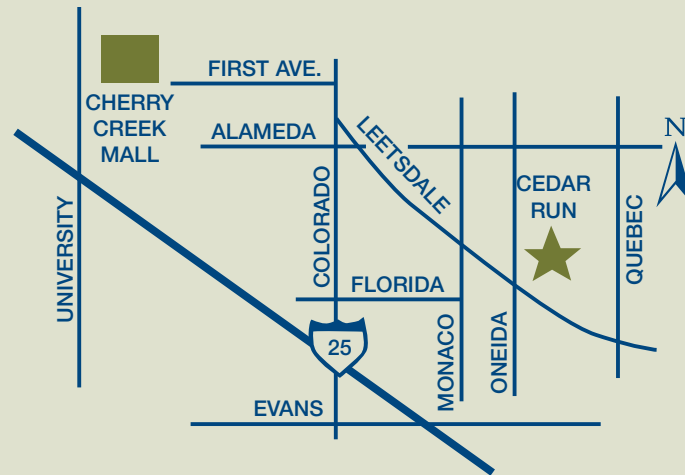 FIRST AVE.
CHERRY
CREEK
MALL
ALAMEDA
LEETSDALE
N
CEDAR
RUN
UNIVERSITY
COLORADO
QUEBEC
FLORIDA
MONACO
ONEIDA
25
EVANS